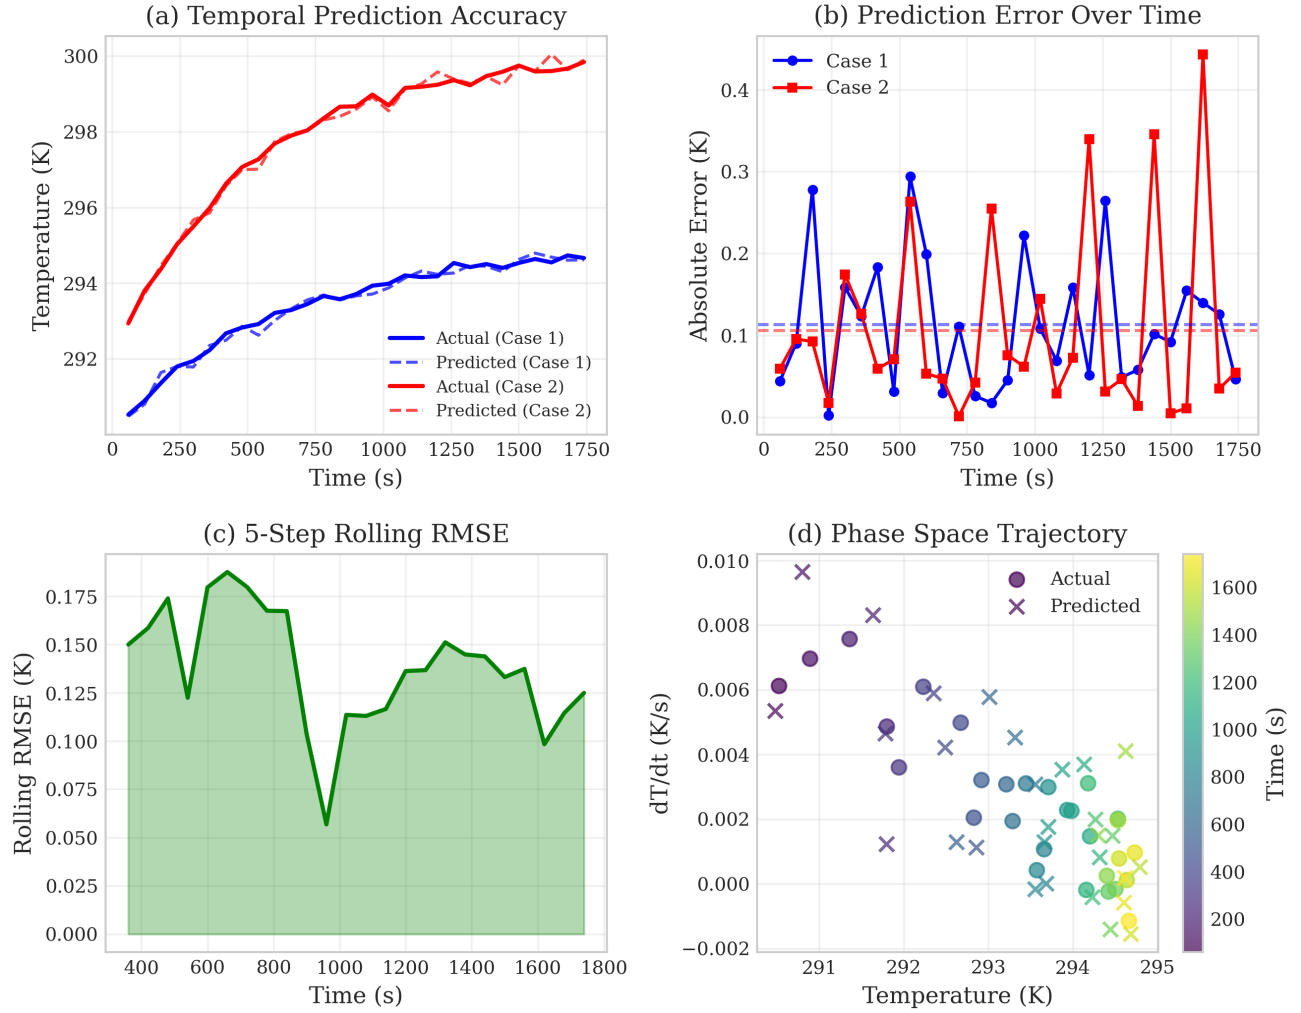 (a) Temporal Prediction Accuracy
Temperature (K)
300
298
296
294
292
Actual (Case 1)
Predicted (Case 1)
Actual (Case 2)
Predicted (Case 2)
0 250 500 750 1000 1250 1500 1750
Time (s)
(b) Prediction Error Over Time
Absolute Error (K)
0.4
0.3
0.2
0.1
0.0
Case 1
Case 2
0 250 500 750 1000 1250 1500 1750
Time (s)
(c) 5-Step Rolling RMSE
Rolling RMSE (K)
0.175
0.150
0.125
0.100
0.075
0.050
0.025
0.000
400 600 800 1000 1200 1400 1600 1800
Time (s)
(d) Phase Space Trajectory
dT/dt (K/s)
0.010
0.008
0.006
0.004
0.002
0.000
−0.002
Actual
Predicted
291 292 293 294 295
Temperature (K)
1600
1400
1200
1000
800
600
400
200
Time (s)